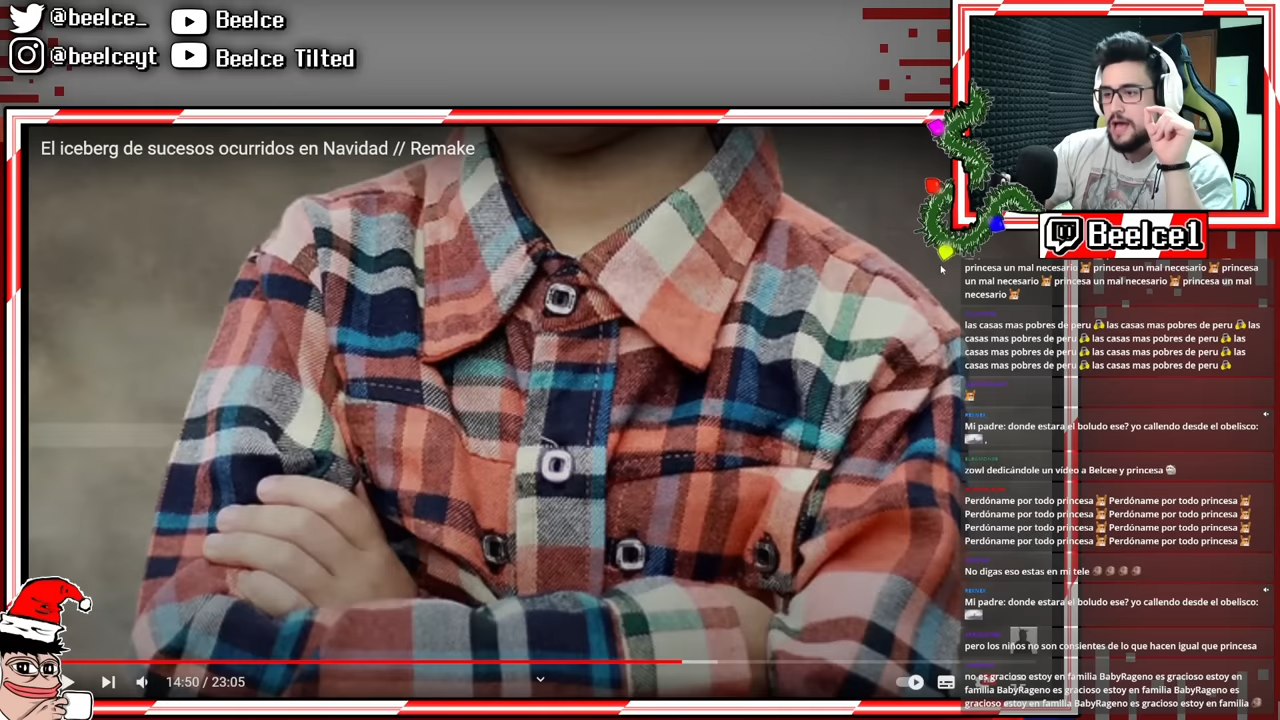 @beelce_
Beelce
@beelceyt
Beelce Tilted
El iceberg de sucesos ocurridos en Navidad // Remake
Beelce1
princesa un mal necesario princesa un mal necesario princesa
un mal necesario princesa un mal necesario princesa un mal
necesario
las casas mas pobres de peru las casas mas pobres de peru las
casas mas pobres de peru las casas mas pobres de peru las
casas mas pobres de peru las casas mas pobres de peru las
casas mas pobres de peru las casas mas pobres de peru
Mi padre: donde estara el boludo ese? yo callendo desde el obelisco:
,
zowl dedicándole un vídeo a Belcee y princesa
Perdóname por todo princesa Perdóname por todo princesa
Perdóname por todo princesa Perdóname por todo princesa
Perdóname por todo princesa Perdóname por todo princesa
Perdóname por todo princesa Perdóname por todo princesa
No digas eso estas en mi tele
Mi padre: donde estara el boludo ese? yo callendo desde el obelisco:
pero los niños no son consientes de lo que hacen igual que princesa
no es gracioso estoy en familia BabyRageno es gracioso estoy en
familia BabyRageno es gracioso estoy en familia BabyRageno es
gracioso estoy en familia BabyRageno es gracioso estoy en familia
14:50 / 23:05